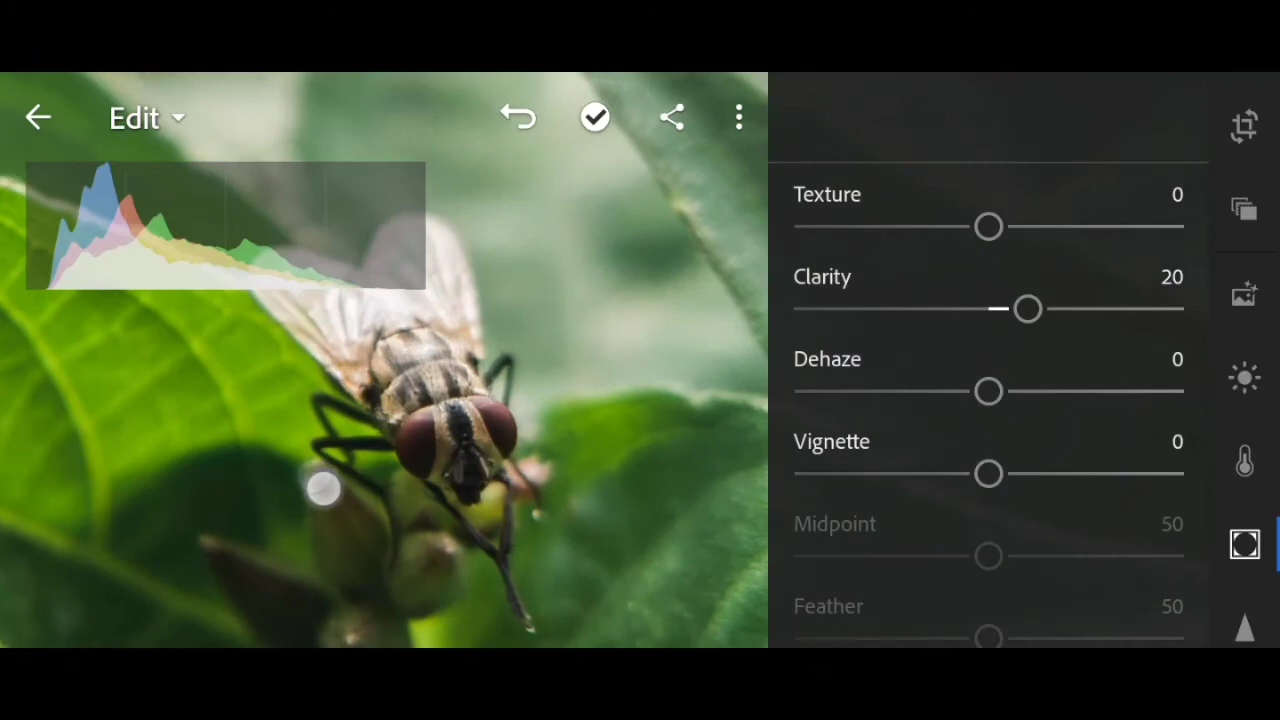 Edit
Texture 0
Clarity 20
Dehaze 0
Vignette 0
Midpoint 50
Feather 50